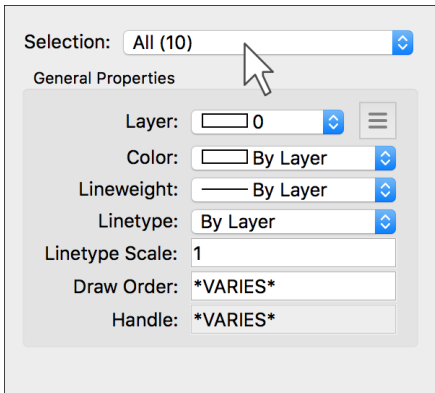 Selection: All (10)
General Properties
Layer: 0
Color: By Layer
Lineweight: By Layer
Linetype: By Layer
Linetype Scale: 1
Draw Order: *VARIES*
Handle: *VARIES*